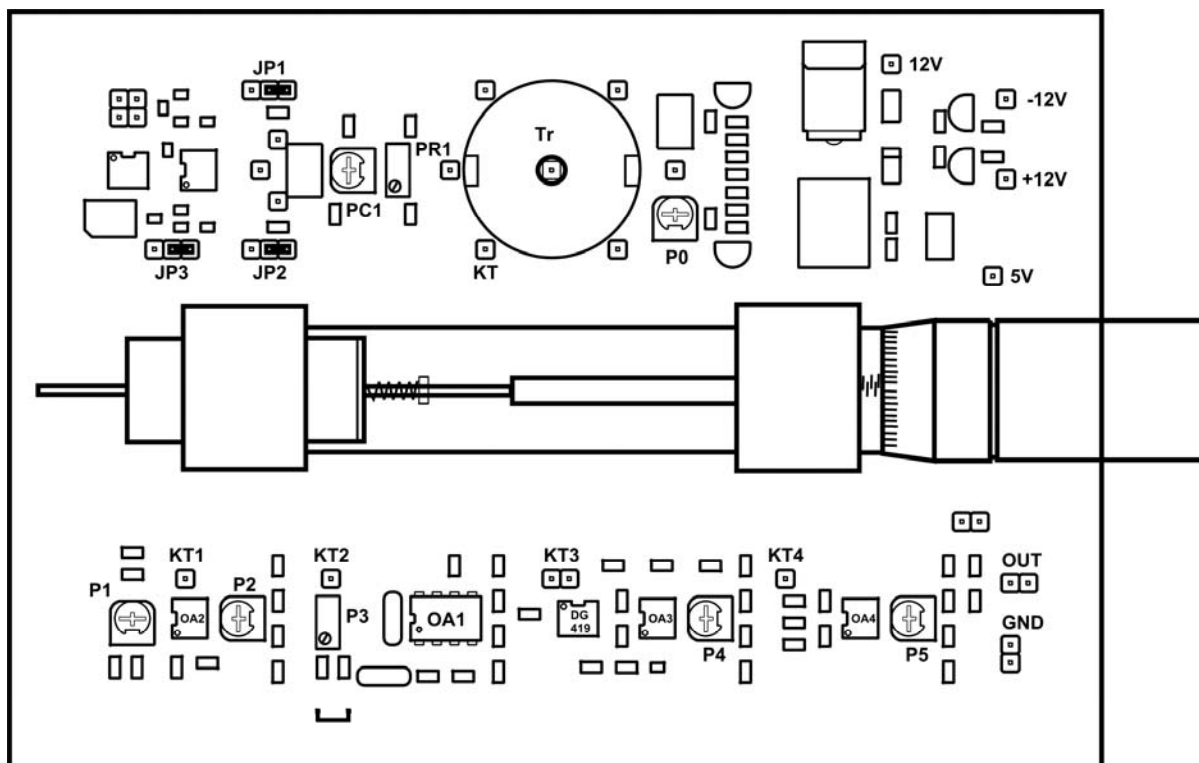 JP1
12V
-12V
Tr
PR1
+12V
PC1
P0
JP3
JP2
KT
5V
KT1
KT2
KT3
KT4
OUT
P1
P2
P3
OA2
OA1
DG
419
OA3
OA4
GND
P4
P5